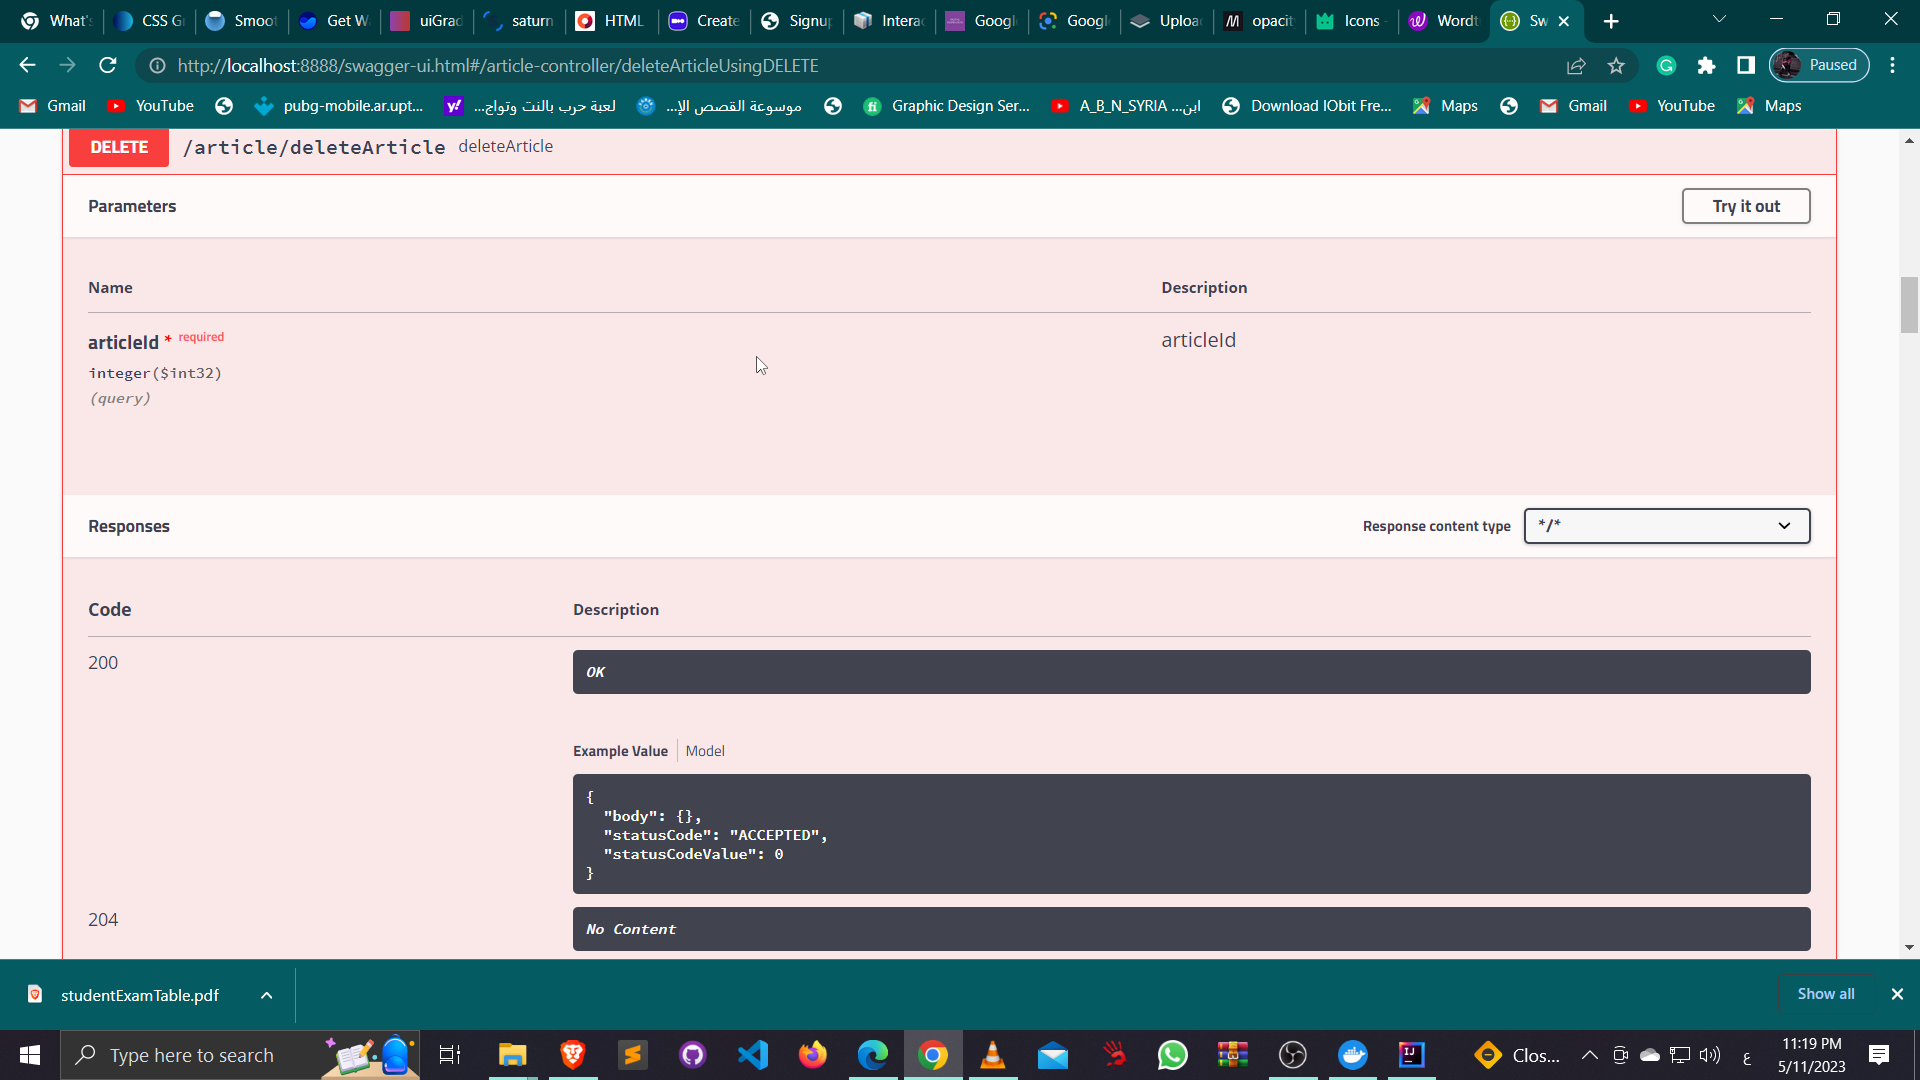 What's
CSS Gr
Smoot
Get W
uiGrad
saturn
HTML
Create
Signup
Interac
Google
Google
Upload
opacit
Icons -
Wordt
Sw
http://localhost:8888/swagger-ui.html#/article-controller/deleteArticleUsingDELETE
Paused
Gmail
YouTube
pubg-mobile.ar.upt...
لعبة حرب بالنت وتواج...
موسوعة القصص الإ...
Graphic Design Ser...
A_B_N_SYRIA ...ابن
Download IObit Fre...
Maps
Gmail
YouTube
Maps
DELETE /article/deleteArticle deleteArticle
Parameters
Try it out
Name Description
articleId * required
articleId
integer($int32)
(query)
Responses
Response content type */*
Code Description
200
OK
Example Value Model
{
"body": {},
"statusCode": "ACCEPTED",
"statusCodeValue": 0
}
204
No Content
studentExamTable.pdf
Show all
Type here to search
Clos...
ع
11:19 PM
5/11/2023